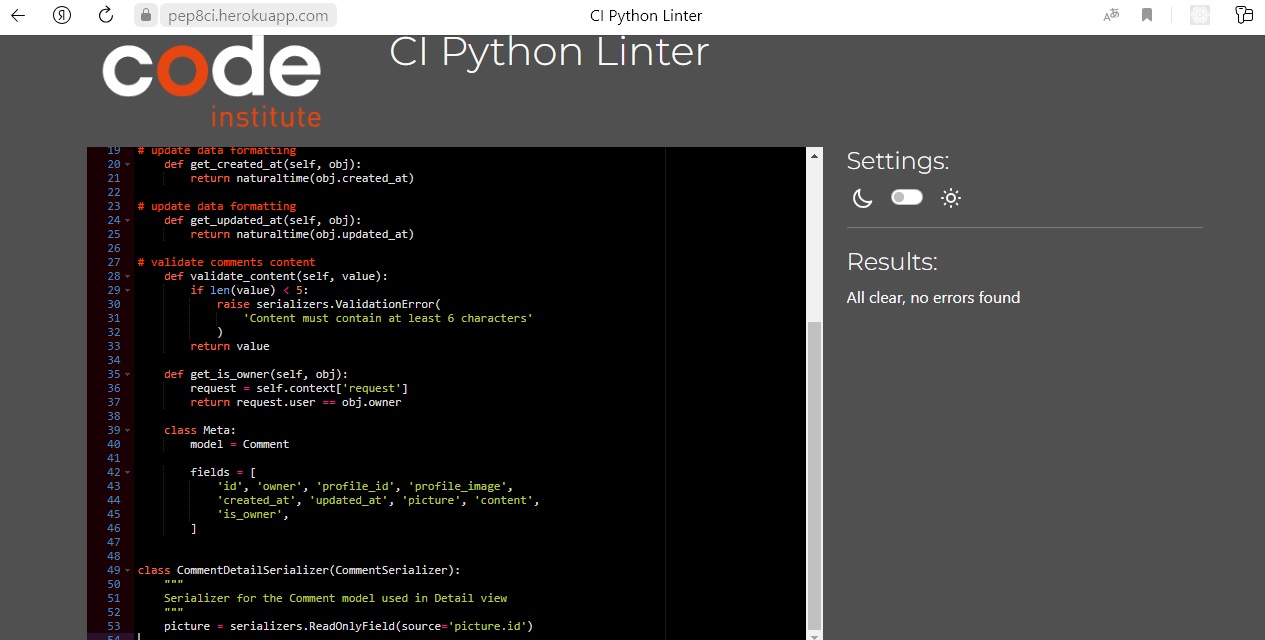 pep8ci.herokuapp.com
CI Python Linter
code
institute
CI Python Linter
19 # update data formatting
20 def get_created_at(self, obj):
21 return naturaltime(obj.created_at)
22
23 # update data formatting
24 def get_updated_at(self, obj):
25 return naturaltime(obj.updated_at)
26
27 # validate comments content
28 def validate_content(self, value):
29 if len(value) < 5:
30 raise serializers.ValidationError(
31 'Content must contain at least 6 characters'
32 )
33 return value
34
35 def get_is_owner(self, obj):
36 request = self.context['request']
37 return request.user == obj.owner
38
39 class Meta:
40 model = Comment
41
42 fields = [
43 'id', 'owner', 'profile_id', 'profile_image',
44 'created_at', 'updated_at', 'picture', 'content',
45 'is_owner',
46 ]
47
48
49 class CommentDetailSerializer(CommentSerializer):
50 """
51 Serializer for the Comment model used in Detail view
52 """
53 picture = serializers.ReadOnlyField(source='picture.id')
54
Settings:
Results:
All clear, no errors found